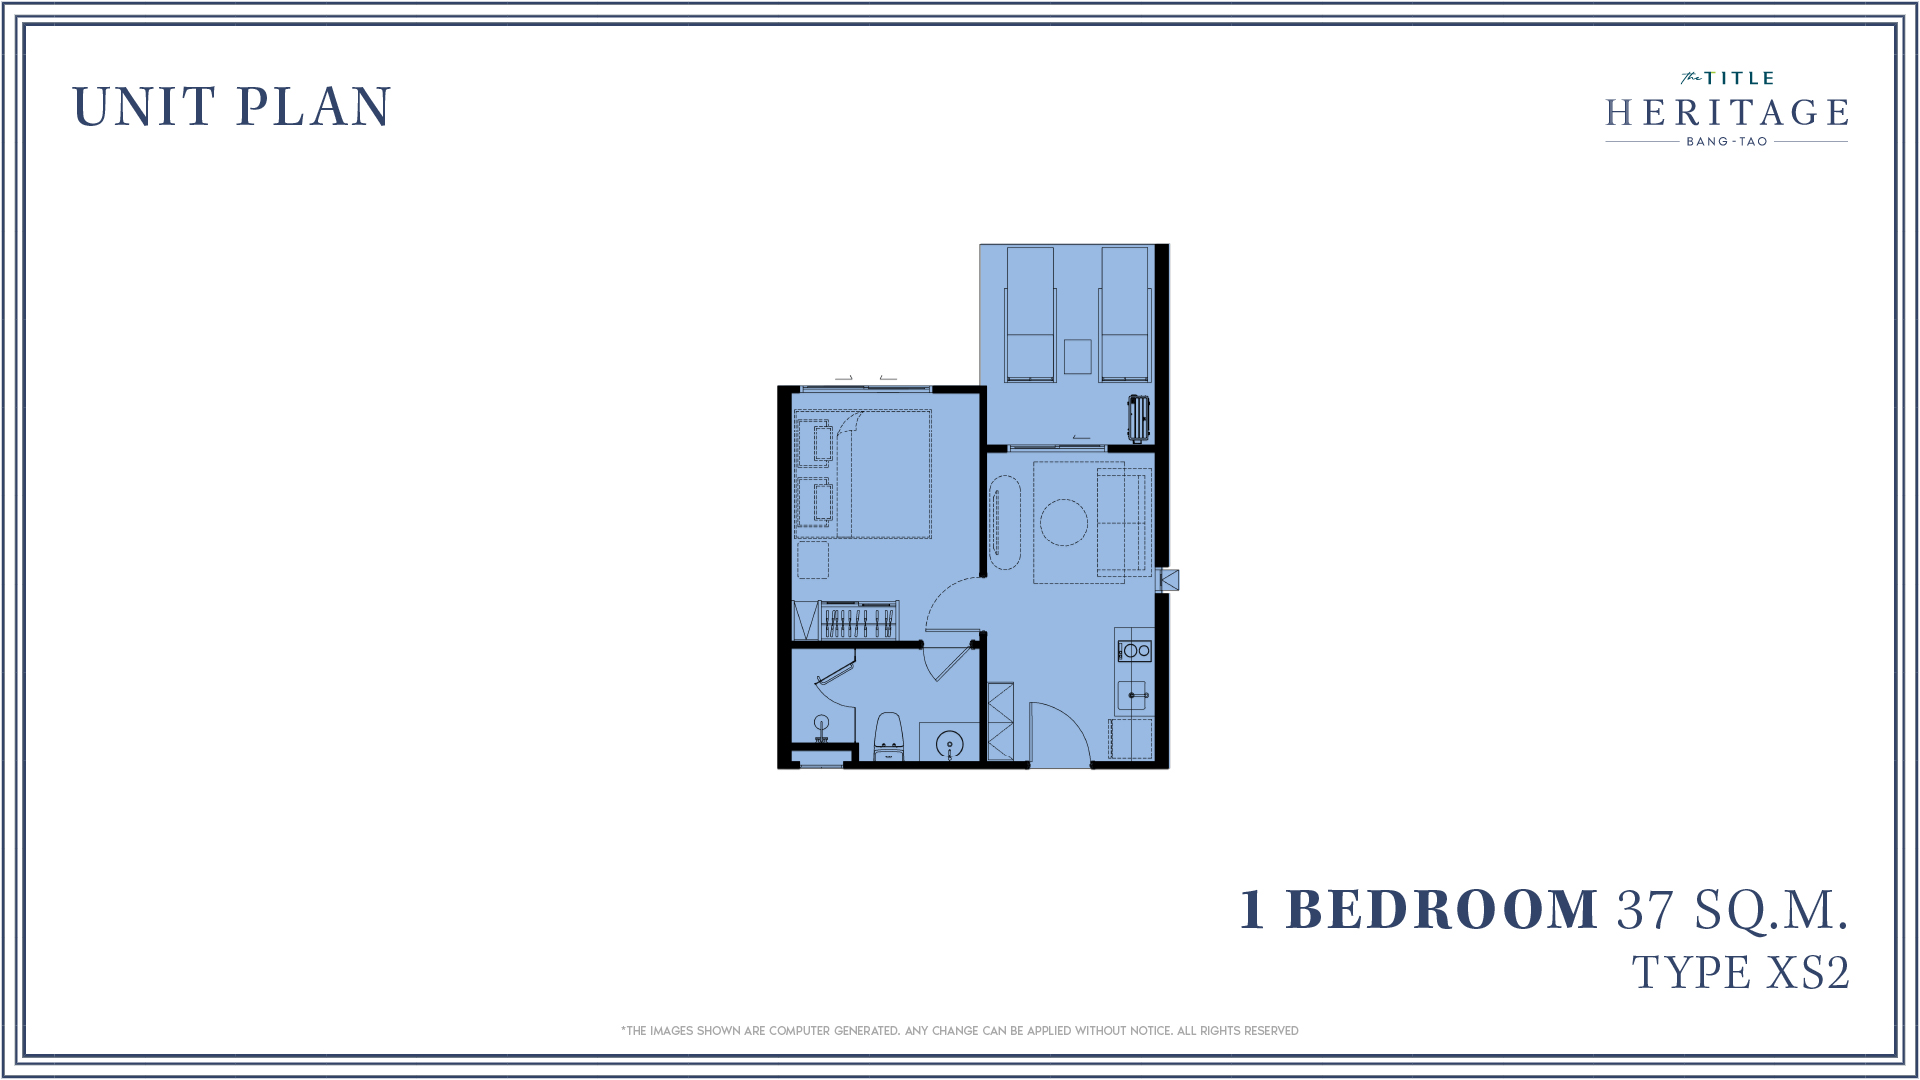 UNIT PLAN
the TITLE
HERITAGE
BANG-TAO
1 BEDROOM 37 SQ.M.
TYPE XS2
*THE IMAGES SHOWN ARE COMPUTER GENERATED. ANY CHANGE CAN BE APPLIED WITHOUT NOTICE. ALL RIGHTS RESERVED